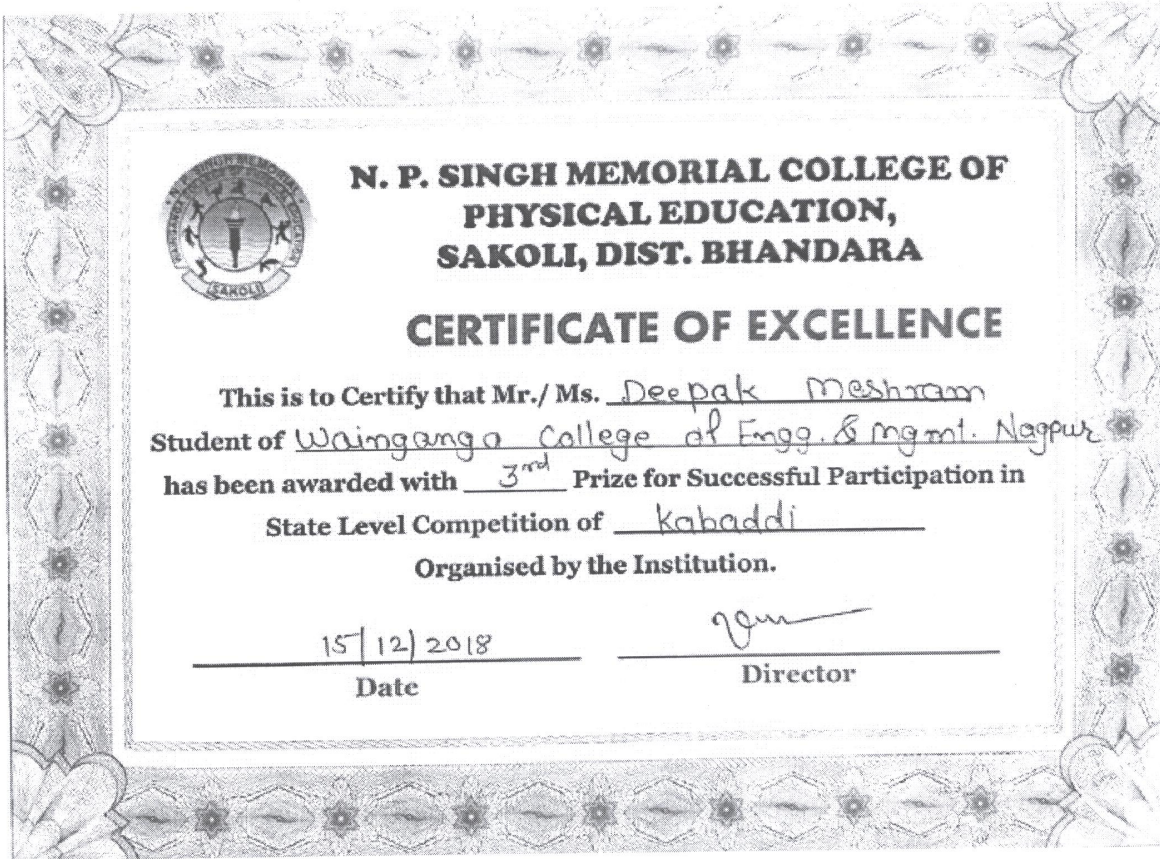 N. P. SINGH MEMORIAL COLLEGE OF
PHYSICAL EDUCATION,
SAKOLI, DIST. BHANDARA
SAKOLI
CERTIFICATE OF EXCELLENCE
This is to Certify that Mr./ Ms. Deepak Meshram
Student of Wainganga College of Engg. & Mgmt. Nagpur
has been awarded with 3rd Prize for Successful Participation in
State Level Competition of Kabaddi
Organised by the Institution.
15/12/2018
Date
Director